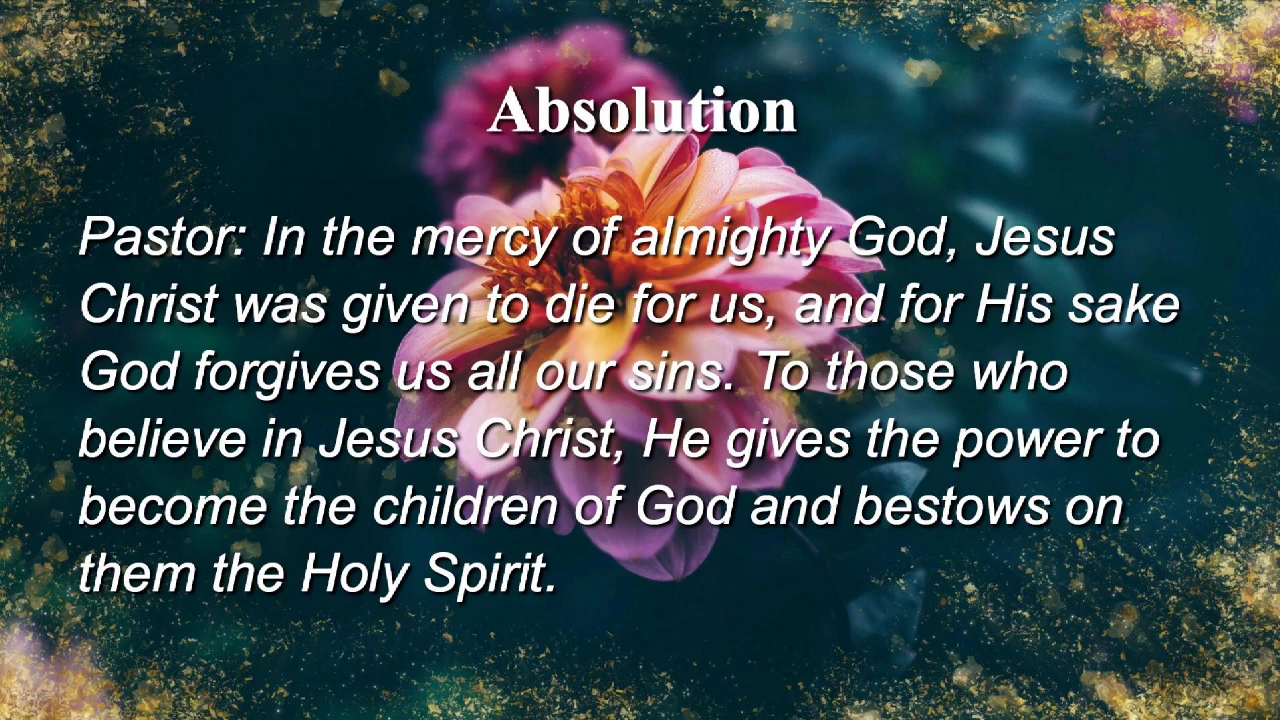 Absolution
Pastor: In the mercy of almighty God, Jesus
Christ was given to die for us, and for His sake
God forgives us all our sins. To those who
believe in Jesus Christ, He gives the power to
become the children of God and bestows on
them the Holy Spirit.